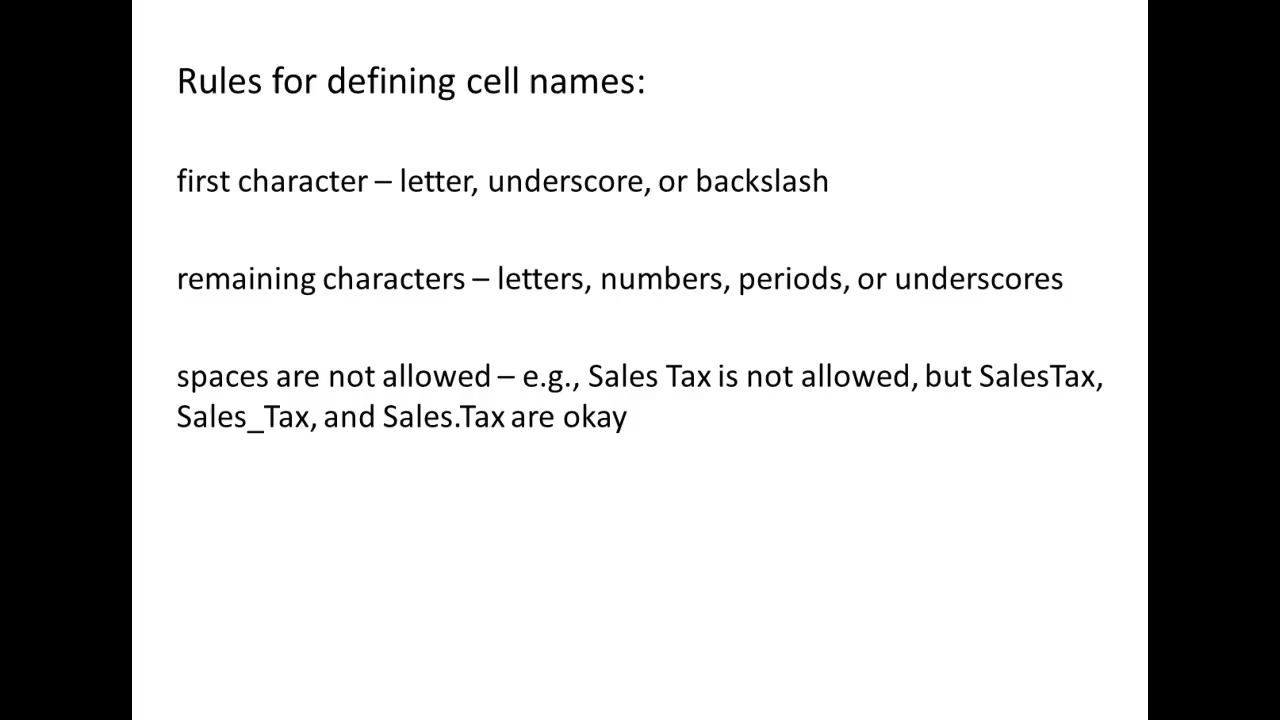 Rules for defining cell names:
first character – letter, underscore, or backslash
remaining characters – letters, numbers, periods, or underscores
spaces are not allowed – e.g., Sales Tax is not allowed, but SalesTax,
Sales_Tax, and Sales.Tax are okay